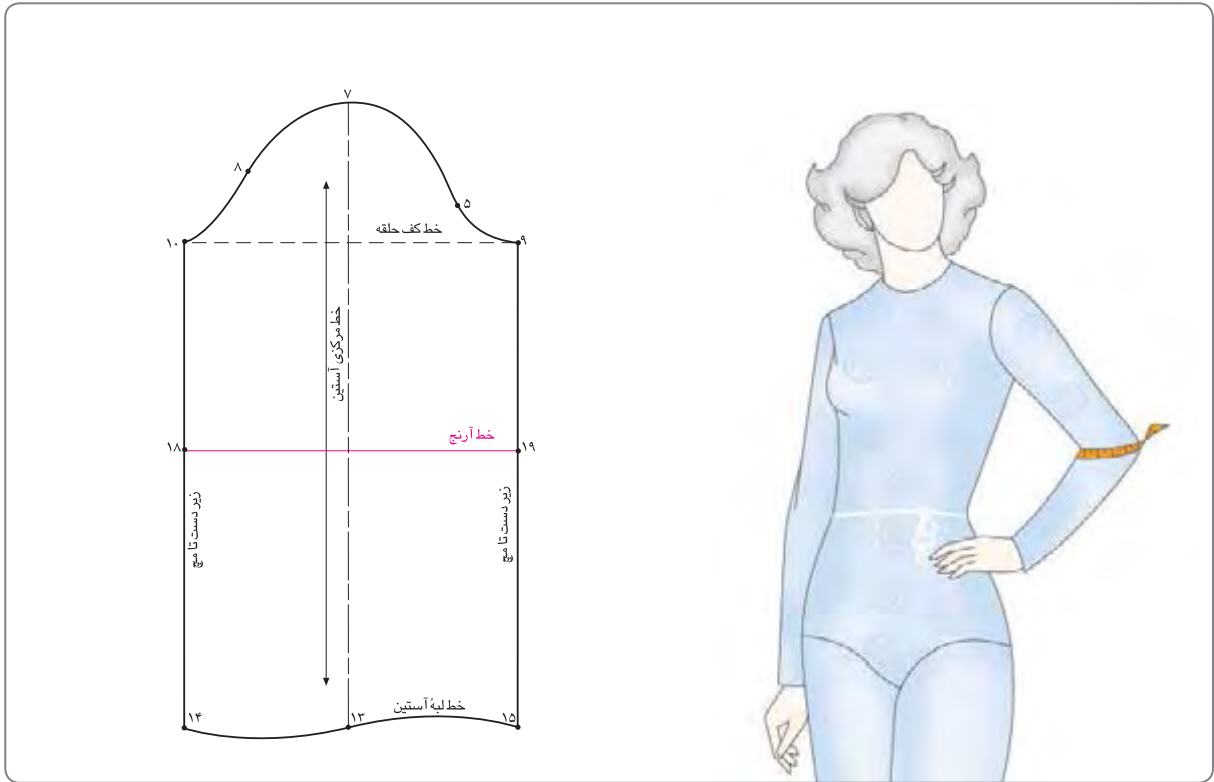 ۷
۸
۵
خط کف حلقه
۱۰
۹
خط مرکزی آستین
خط آرنج
۱۸
۱۹
زیر دست تا مچ
زیر دست تا مچ
خط لبهٔ آستین
۱۴
۱۳
۱۵